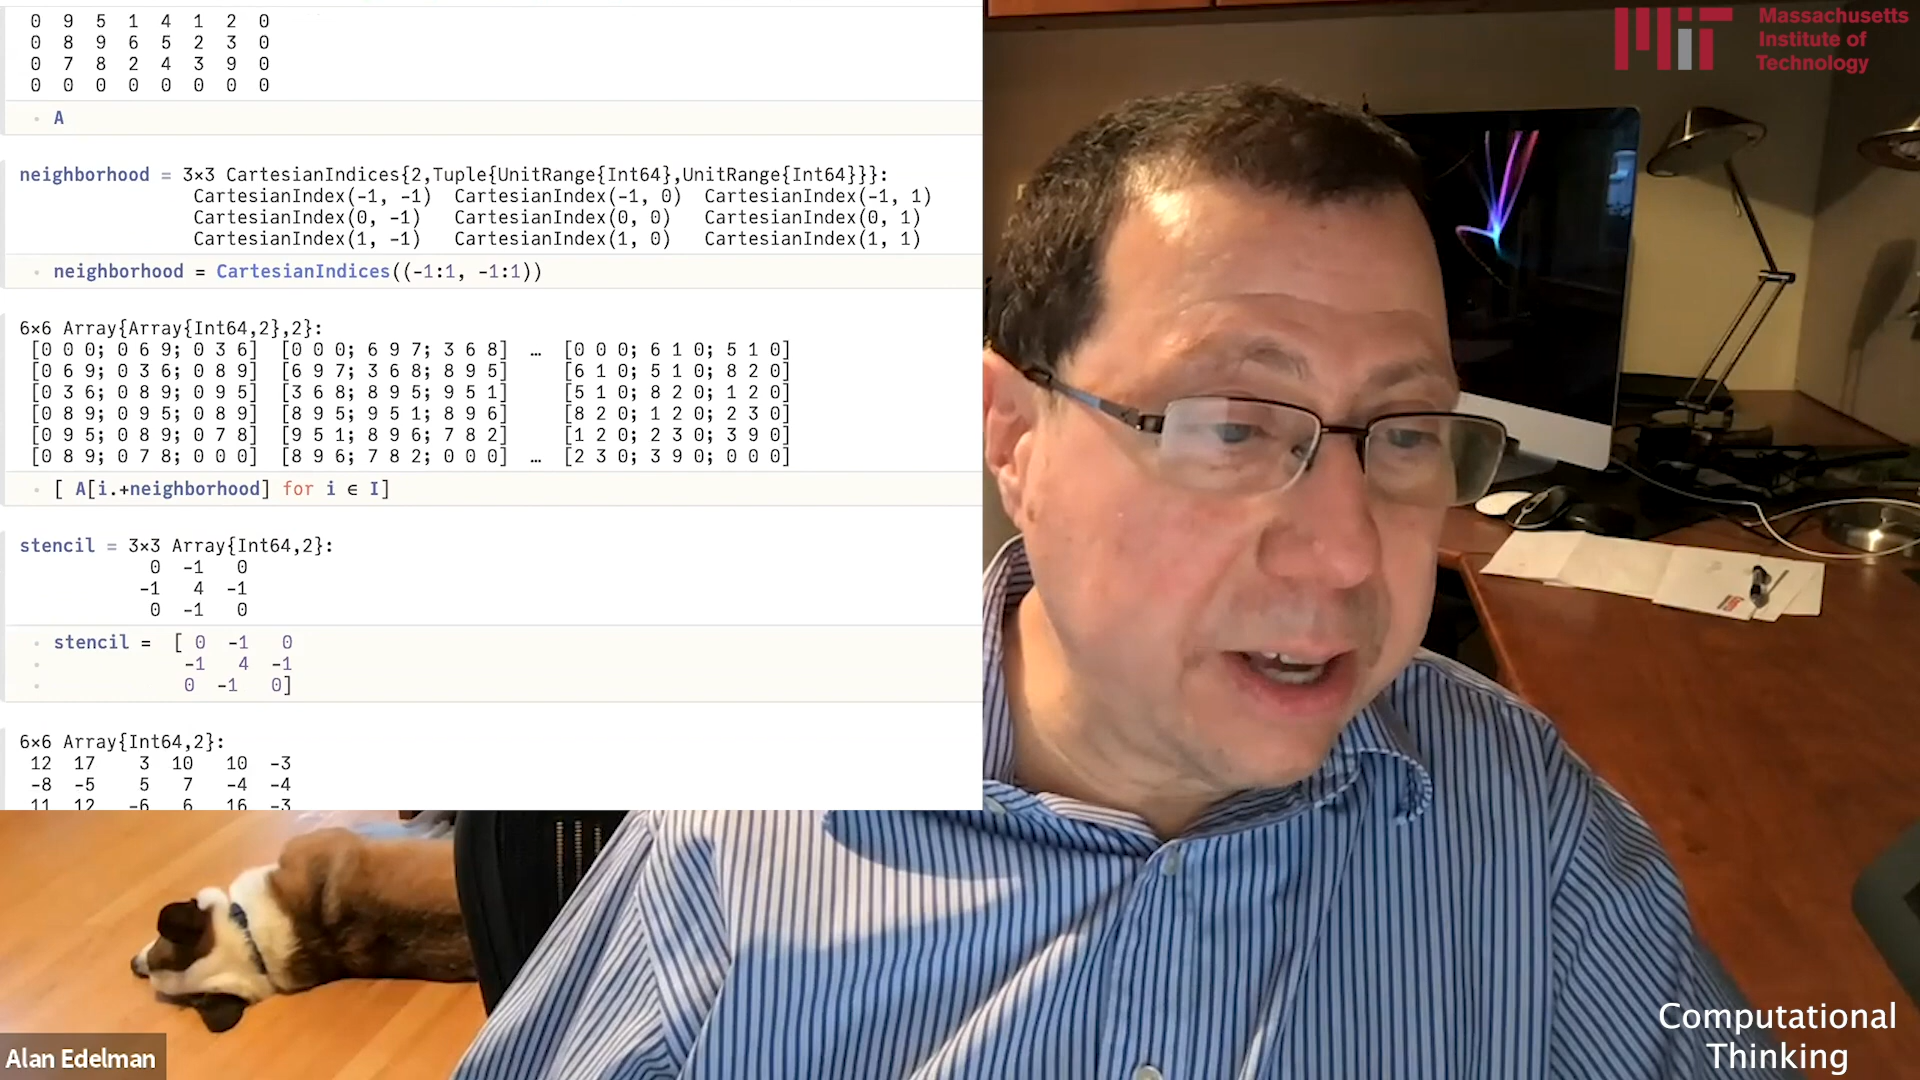 0 9 5 1 4 1 2 0
0 8 9 6 5 2 3 0
0 7 8 2 4 3 9 0
0 0 0 0 0 0 0 0
A
neighborhood = 3×3 CartesianIndices{2,Tuple{UnitRange{Int64},UnitRange{Int64}}}:
CartesianIndex(-1, -1) CartesianIndex(-1, 0) CartesianIndex(-1, 1)
CartesianIndex(0, -1) CartesianIndex(0, 0) CartesianIndex(0, 1)
CartesianIndex(1, -1) CartesianIndex(1, 0) CartesianIndex(1, 1)
neighborhood = CartesianIndices((-1:1, -1:1))
6×6 Array{Array{Int64,2},2}:
[0 0 0; 0 6 9; 0 3 6] [0 0 0; 6 9 7; 3 6 8] … [0 0 0; 6 1 0; 5 1 0]
[0 6 9; 0 3 6; 0 8 9] [6 9 7; 3 6 8; 8 9 5] [6 1 0; 5 1 0; 8 2 0]
[0 3 6; 0 8 9; 0 9 5] [3 6 8; 8 9 5; 9 5 1] [5 1 0; 8 2 0; 1 2 0]
[0 8 9; 0 9 5; 0 8 9] [8 9 5; 9 5 1; 8 9 6] [8 2 0; 1 2 0; 2 3 0]
[0 9 5; 0 8 9; 0 7 8] [9 5 1; 8 9 6; 7 8 2] [1 2 0; 2 3 0; 3 9 0]
[0 8 9; 0 7 8; 0 0 0] [8 9 6; 7 8 2; 0 0 0] … [2 3 0; 3 9 0; 0 0 0]
[ A[i.+neighborhood] for i ∈ I]
stencil = 3×3 Array{Int64,2}:
0 -1 0
-1 4 -1
0 -1 0
stencil = [ 0 -1 0
-1 4 -1
0 -1 0]
6×6 Array{Int64,2}:
12 17 3 10 10 -3
-8 -5 5 7 -4 -4
11 12 -6 6 16 -3
MIT
Massachusetts
Institute of
Technology
Alan Edelman
Computational
Thinking